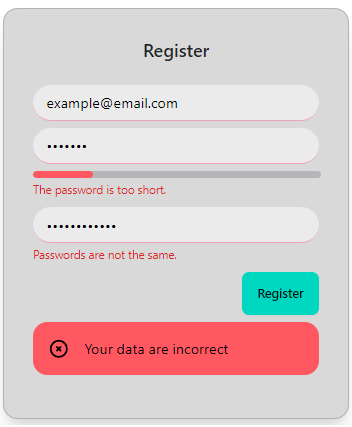 Register
example@email.com
•••••••
The password is too short.
••••••••••••
Passwords are not the same.
Register
Your data are incorrect